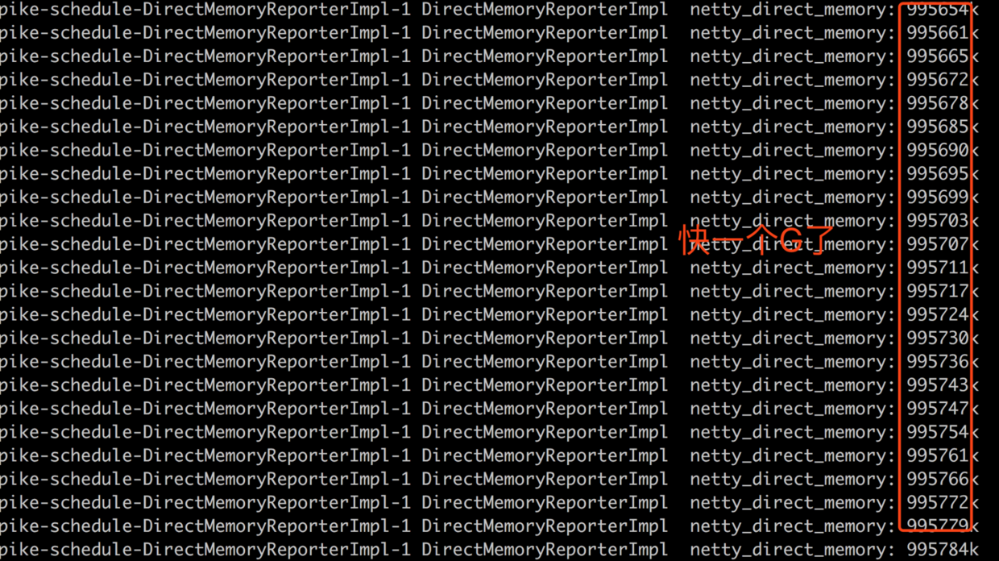 pike-schedule-DirectMemoryReporterImpl-1 DirectMemoryReporterImpl netty_direct_memory: 995654k
pike-schedule-DirectMemoryReporterImpl-1 DirectMemoryReporterImpl netty_direct_memory: 995661k
pike-schedule-DirectMemoryReporterImpl-1 DirectMemoryReporterImpl netty_direct_memory: 995665k
pike-schedule-DirectMemoryReporterImpl-1 DirectMemoryReporterImpl netty_direct_memory: 995672k
pike-schedule-DirectMemoryReporterImpl-1 DirectMemoryReporterImpl netty_direct_memory: 995678k
pike-schedule-DirectMemoryReporterImpl-1 DirectMemoryReporterImpl netty_direct_memory: 995685k
pike-schedule-DirectMemoryReporterImpl-1 DirectMemoryReporterImpl netty_direct_memory: 995690k
pike-schedule-DirectMemoryReporterImpl-1 DirectMemoryReporterImpl netty_direct_memory: 995695k
pike-schedule-DirectMemoryReporterImpl-1 DirectMemoryReporterImpl netty_direct_memory: 995699k
pike-schedule-DirectMemoryReporterImpl-1 DirectMemoryReporterImpl netty_direct_memory: 995703k
快一个G了
pike-schedule-DirectMemoryReporterImpl-1 DirectMemoryReporterImpl netty_direct_memory: 995707k
pike-schedule-DirectMemoryReporterImpl-1 DirectMemoryReporterImpl netty_direct_memory: 995711k
pike-schedule-DirectMemoryReporterImpl-1 DirectMemoryReporterImpl netty_direct_memory: 995717k
pike-schedule-DirectMemoryReporterImpl-1 DirectMemoryReporterImpl netty_direct_memory: 995724k
pike-schedule-DirectMemoryReporterImpl-1 DirectMemoryReporterImpl netty_direct_memory: 995730k
pike-schedule-DirectMemoryReporterImpl-1 DirectMemoryReporterImpl netty_direct_memory: 995736k
pike-schedule-DirectMemoryReporterImpl-1 DirectMemoryReporterImpl netty_direct_memory: 995743k
pike-schedule-DirectMemoryReporterImpl-1 DirectMemoryReporterImpl netty_direct_memory: 995747k
pike-schedule-DirectMemoryReporterImpl-1 DirectMemoryReporterImpl netty_direct_memory: 995754k
pike-schedule-DirectMemoryReporterImpl-1 DirectMemoryReporterImpl netty_direct_memory: 995761k
pike-schedule-DirectMemoryReporterImpl-1 DirectMemoryReporterImpl netty_direct_memory: 995766k
pike-schedule-DirectMemoryReporterImpl-1 DirectMemoryReporterImpl netty_direct_memory: 995772k
pike-schedule-DirectMemoryReporterImpl-1 DirectMemoryReporterImpl netty_direct_memory: 995779k
pike-schedule-DirectMemoryReporterImpl-1 DirectMemoryReporterImpl netty_direct_memory: 995784k